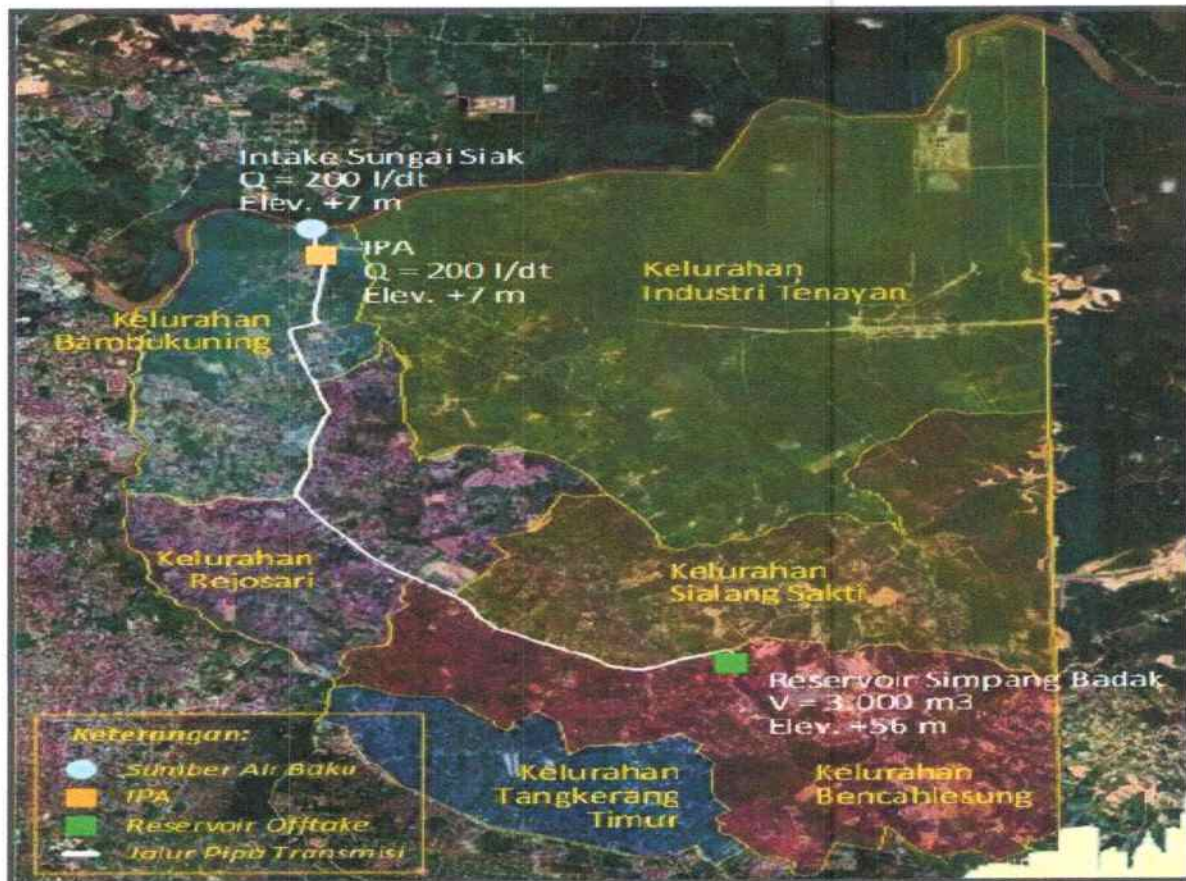 Intake Sungai Siak
Q = 200 l/dt
Elev. +7 m
IPA
Q = 200 l/dt
Elev. +7 m
Kelurahan
Industri Tenayan
Kelurahan
Bambukuning
Kelurahan
Rejosari
Kelurahan
Sialang Sakti
Reservoir Simpang Badak
V = 3.000 m3
Elev. +56 m
Kelurahan
Tangkerang
Timur
Kelurahan
Bencahlesung
Keterangan:
Sumber Air Baku
IPA
Reservoir Offtake
Jalur Pipa Transmisi